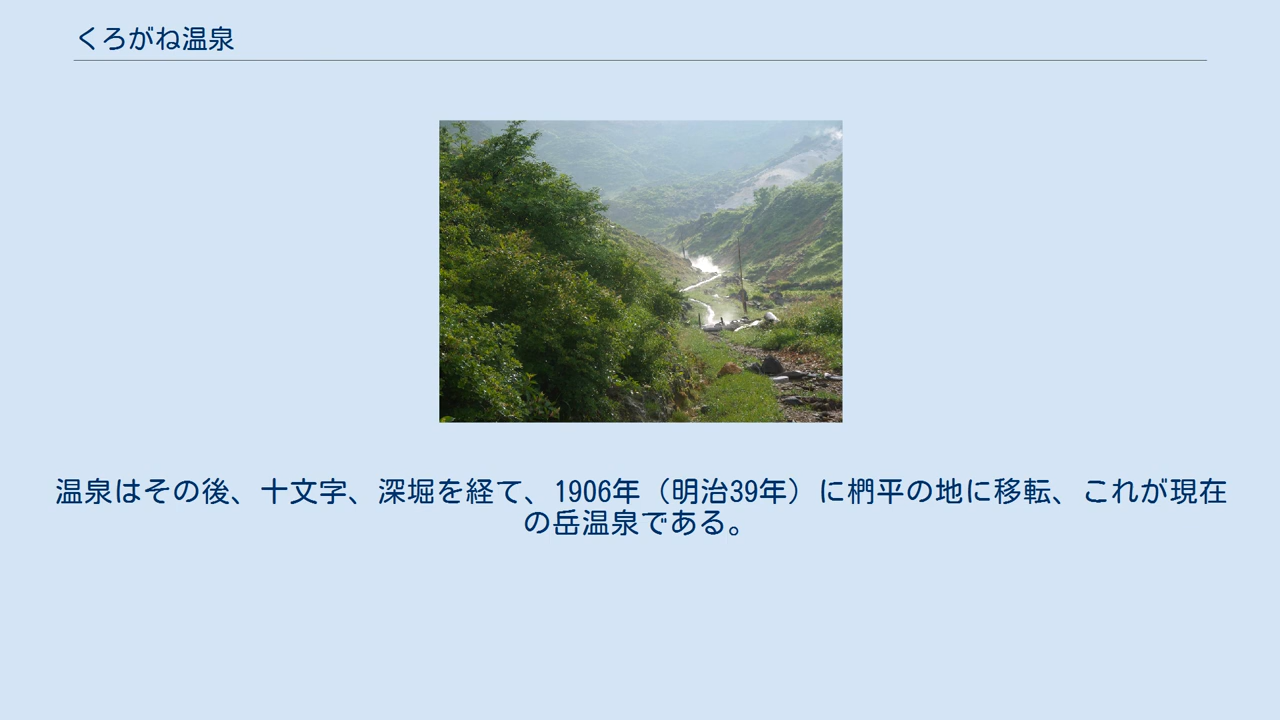 くろがね温泉
温泉はその後、十文字、深堀を経て、1906年（明治39年）に椚平の地に移転、これが現在
の岳温泉である。